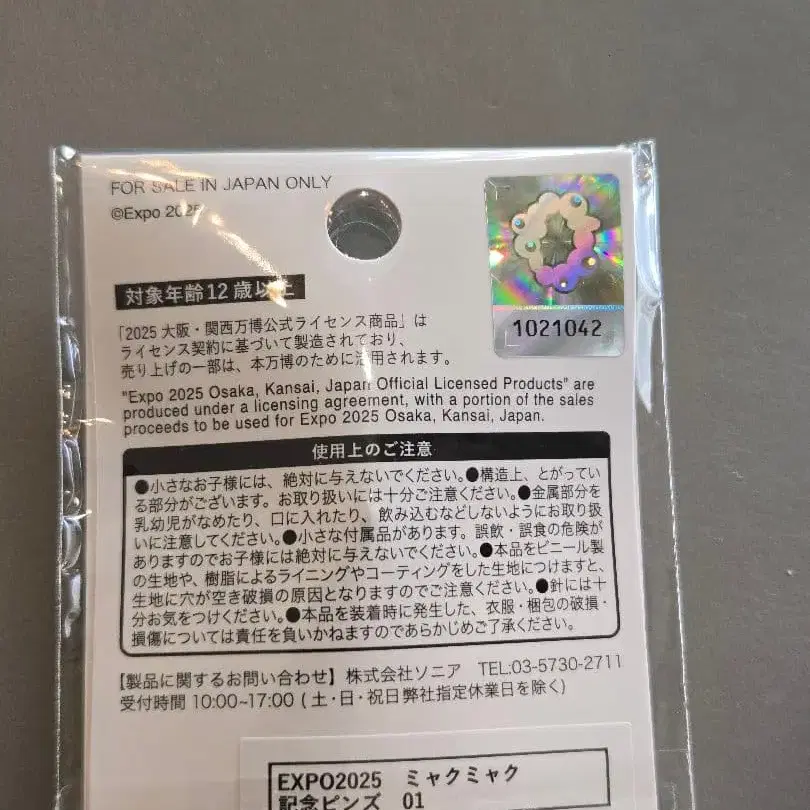 FOR SALE IN JAPAN ONLY
©Expo 2025
1021042
対象年齢12歳以上
「2025 大阪・関西万博公式ライセンス商品」は
ライセンス契約に基づいて製造されており、
売り上げの一部は、本万博のために活用されます。
"Expo 2025 Osaka, Kansai, Japan Official Licensed Products" are
produced under a licensing agreement, with a portion of the sales
proceeds to be used for Expo 2025 Osaka, Kansai, Japan.
使用上のご注意
●小さなお子様には、絶対に与えないでください。●構造上、とがってい
る部分がございます。お取り扱いには十分ご注意ください。●金属部分を
乳幼児がなめたり、口に入れたり、飲み込むなどしないようにお取り扱
いに注意してください。●小さな付属品があります。誤飲・誤食の危険が
ありますのでお子様には絶対に与えないでください。●本品をビニール製
の生地や、樹脂によるライニングやコーティングをした生地につけますと、
生地に穴が空き破損の原因となりますのでご注意ください。●針には十
分お気をつけください。●本品を装着時に発生した、衣服・梱包の破損・
損傷については責任を負いかねますのであらかじめご了承ください。
【製品に関するお問い合わせ】 株式会社ソニア TEL:03-5730-2711
受付時間 10:00~17:00 (土・日・祝日弊社指定休業日を除く)
EXPO2025 ミャクミャク
記念ピンズ 01